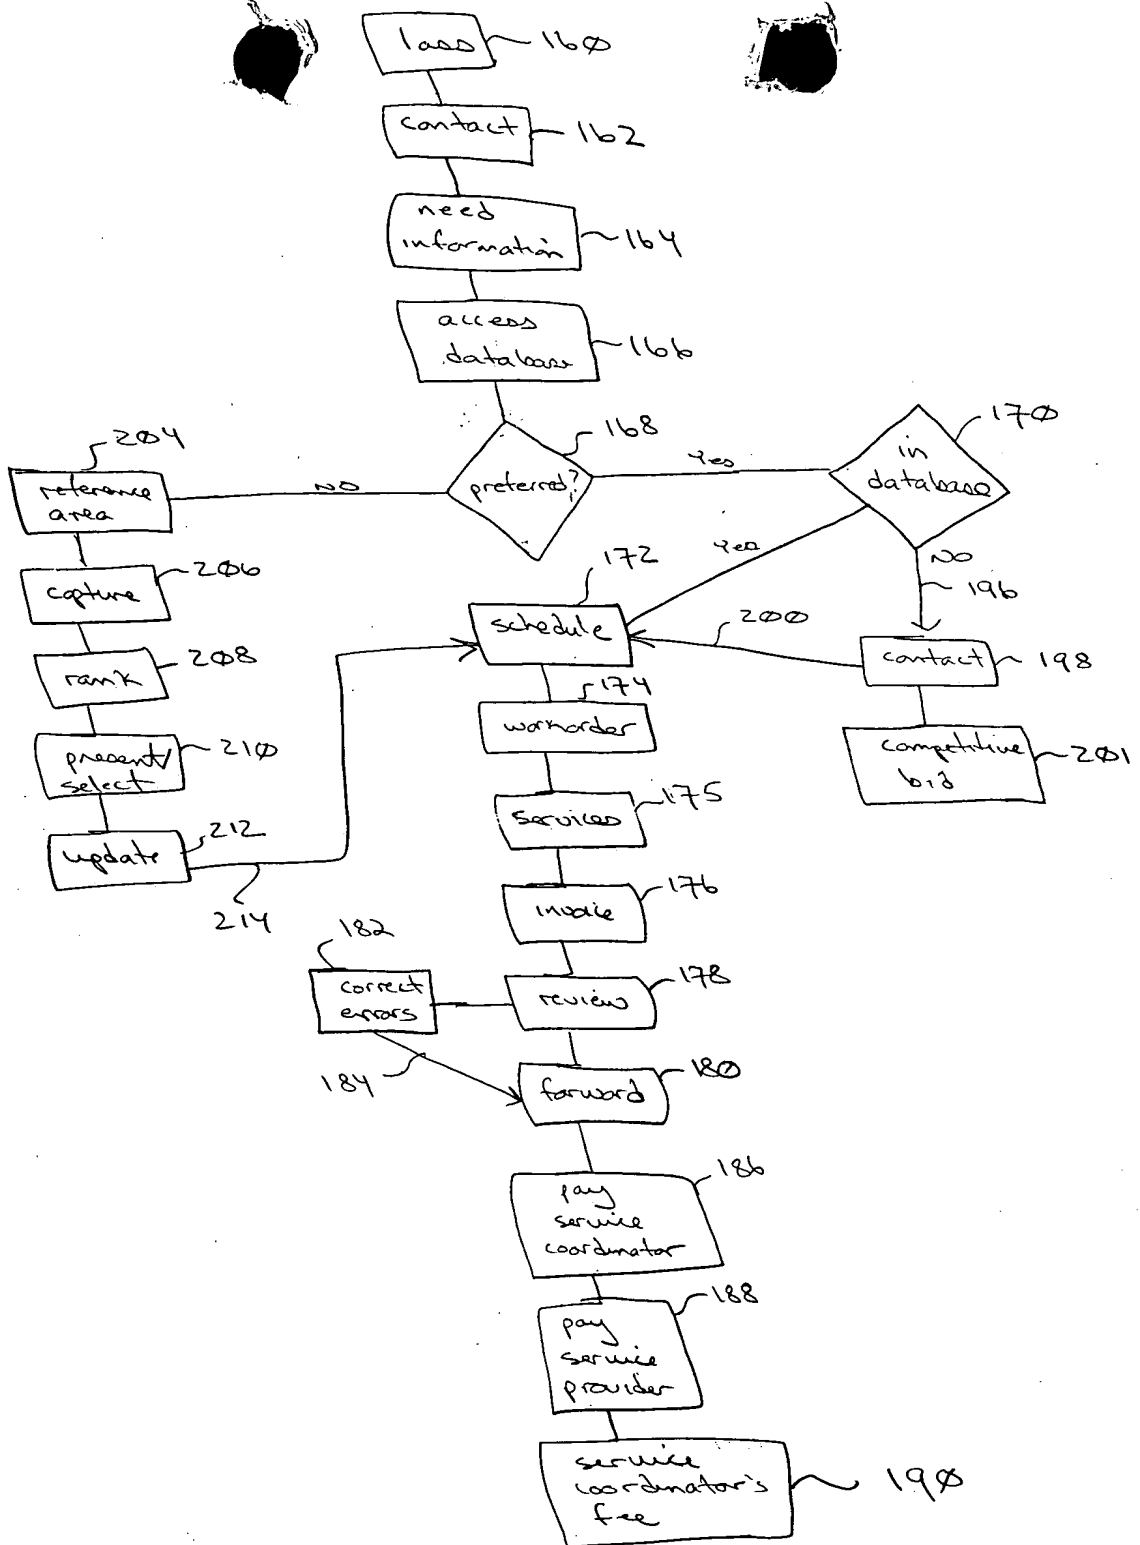 loss
160
contact
162
need
information
164
access
database
166
204
168
170
reference
area
NO
preferred?
Yes
in
database
206
capture
Yes
NO
196
172
schedule
200
contact
198
208
rank
174
workorder
competitive
bid
201
present/
select
210
services
175
update
212
214
invoice
176
182
correct
errors
review
178
184
forward
180
pay
service
coordinator
186
pay
service
provider
188
service
coordinator's
fee
190